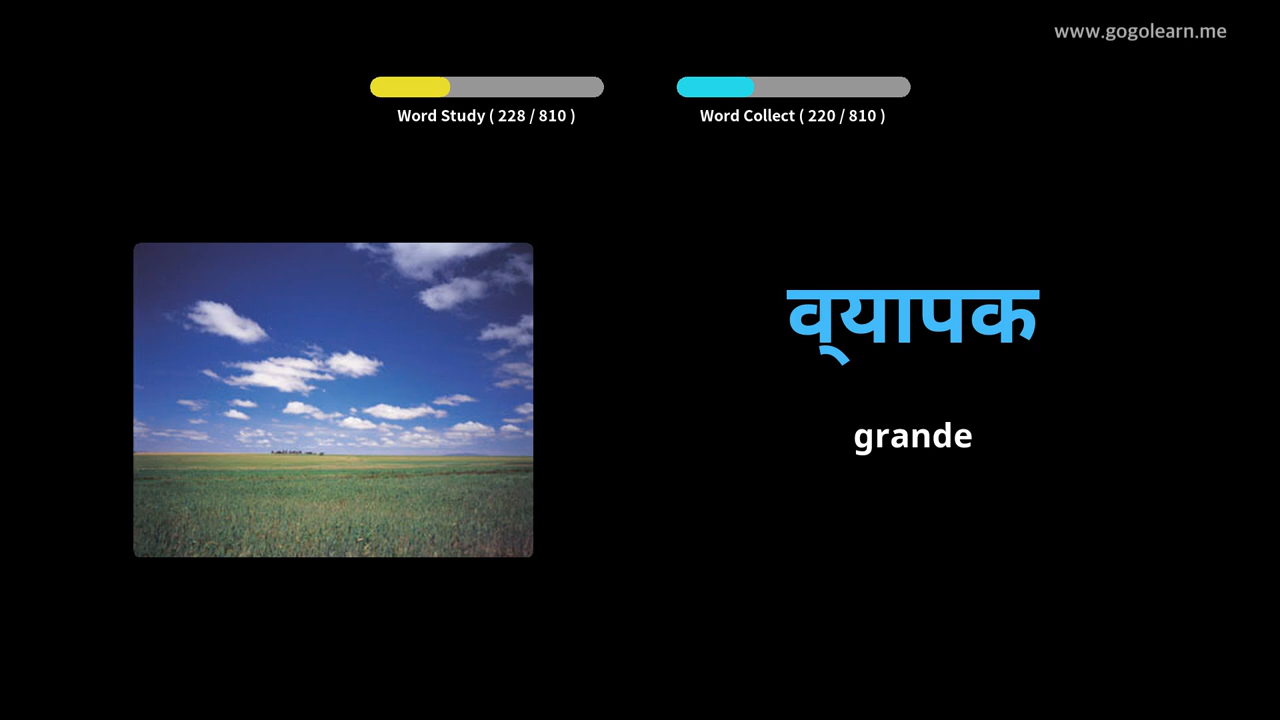 www.gogolearn.me
Word Study ( 228 / 810 )
Word Collect ( 220 / 810 )
व्‌यापक
grande